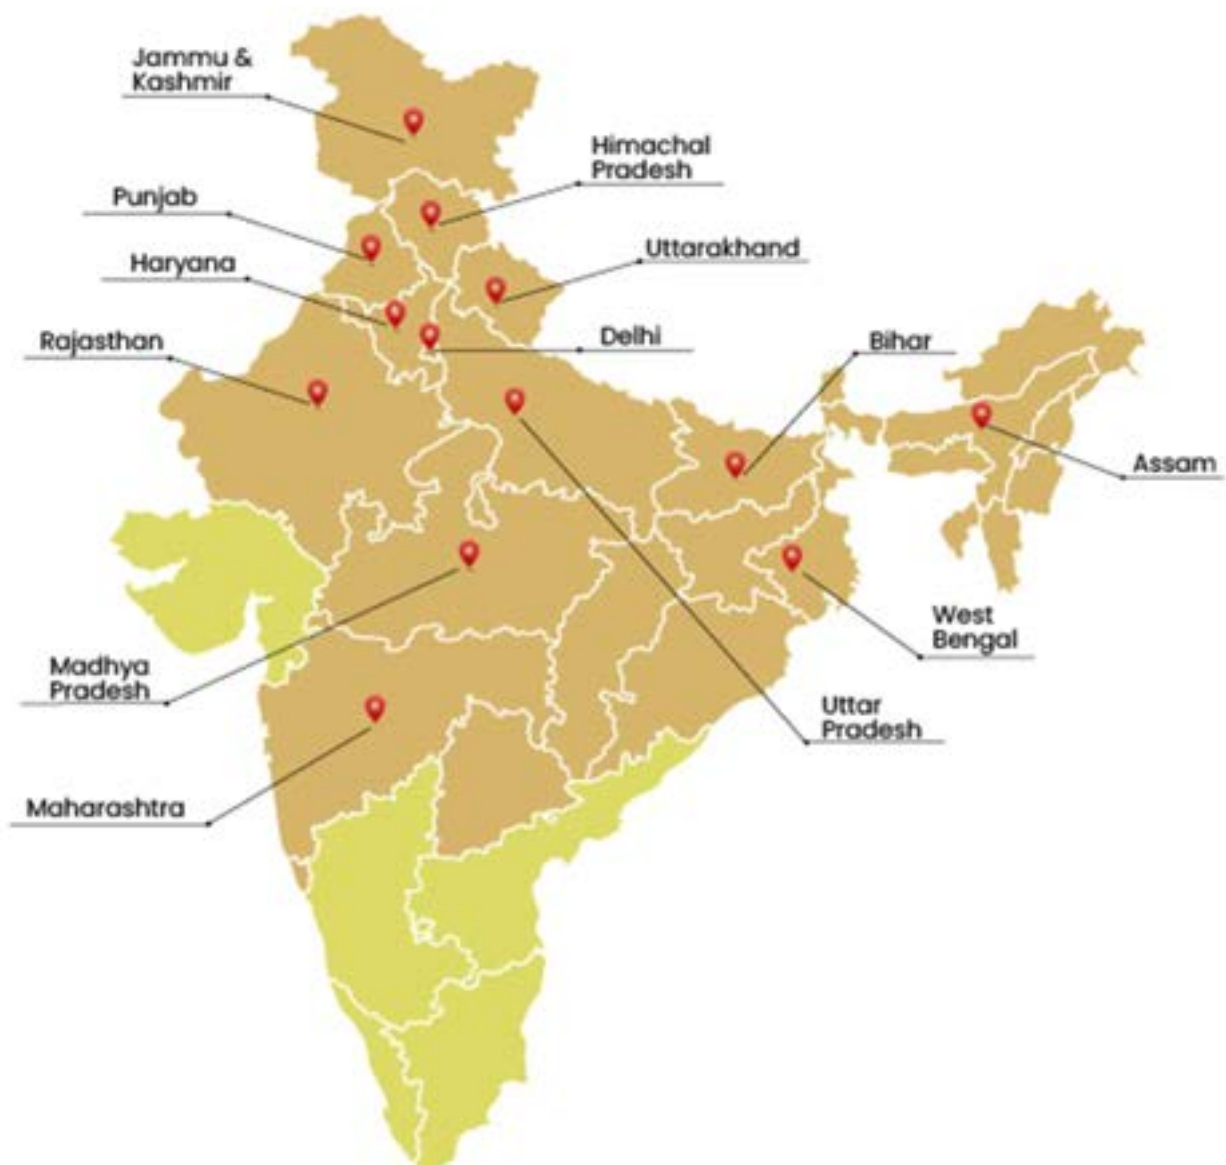 Jammu &
Kashmir
Himachal
Pradesh
Punjab
Uttarakhand
Haryana
Rajasthan
Delhi
Bihar
Assam
West
Bengal
Madhya
Pradesh
Uttar
Pradesh
Maharashtra